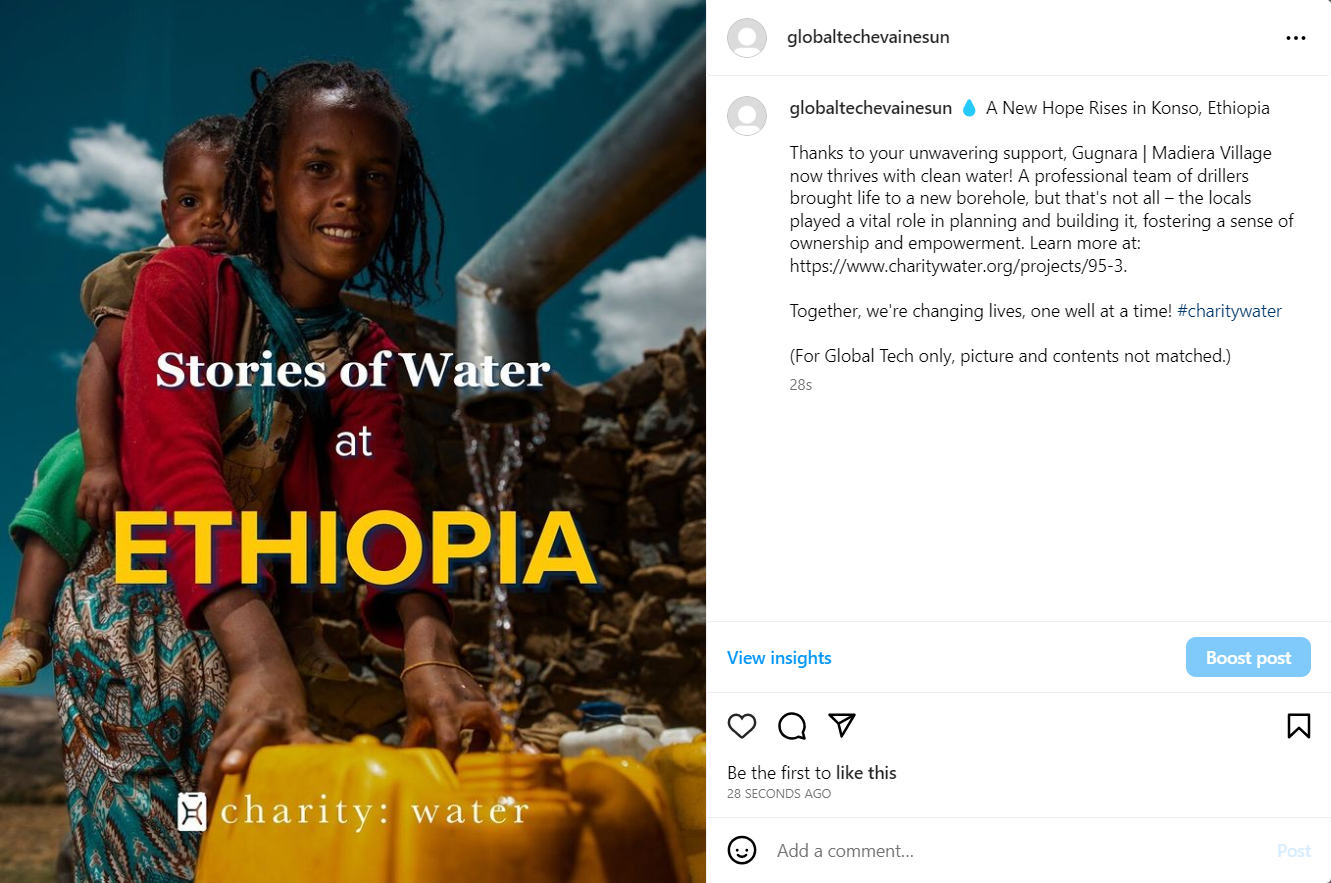 Stories of Water
at
ETHIOPIA
charity: water
globaltechevainesun
globaltechevainesun 💧 A New Hope Rises in Konso, Ethiopia
Thanks to your unwavering support, Gugnara | Madiera Village
now thrives with clean water! A professional team of drillers
brought life to a new borehole, but that's not all – the locals
played a vital role in planning and building it, fostering a sense of
ownership and empowerment. Learn more at:
https://www.charitywater.org/projects/95-3.
Together, we're changing lives, one well at a time! #charitywater
(For Global Tech only, picture and contents not matched.)
28s
View insights
Boost post
Be the first to like this
28 SECONDS AGO
Add a comment...
Post